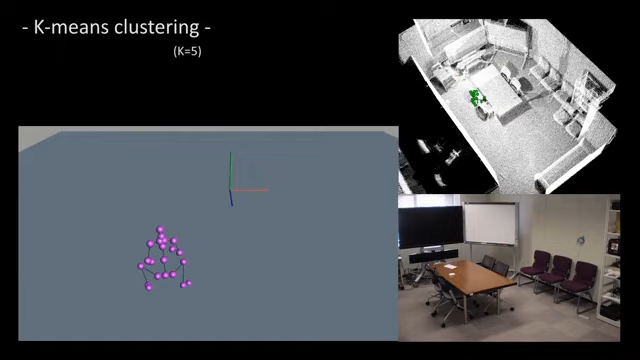 - K-means clustering -
(K=5)